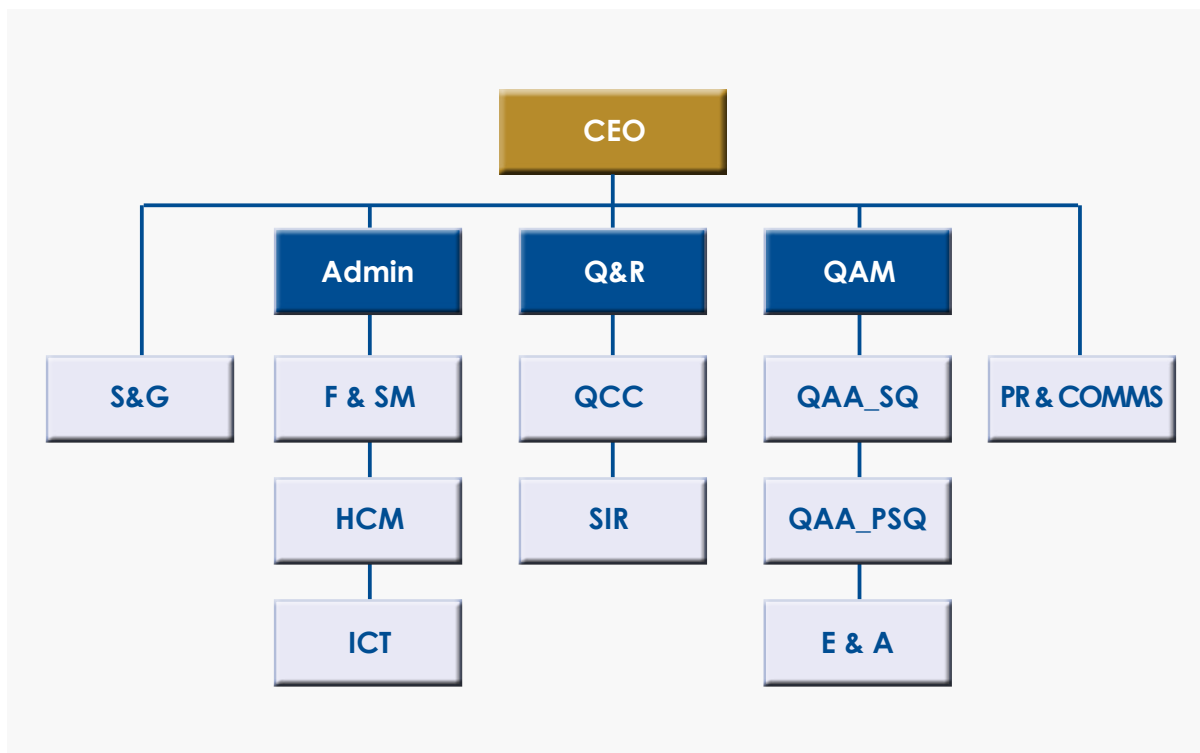 CEO
Admin
Q&R
QAM
S&G
F & SM
QCC
QAA_SQ
PR & COMMS
HCM
SIR
QAA_PSQ
ICT
E & A